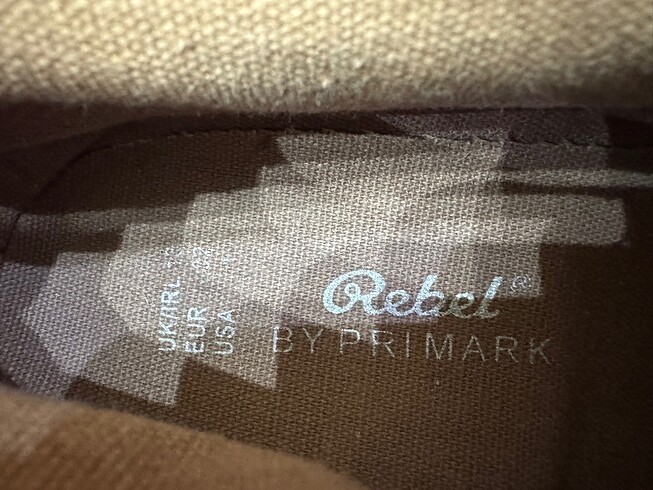 Rebel®
BY PRIMARK
UK/IRL
EUR
USA